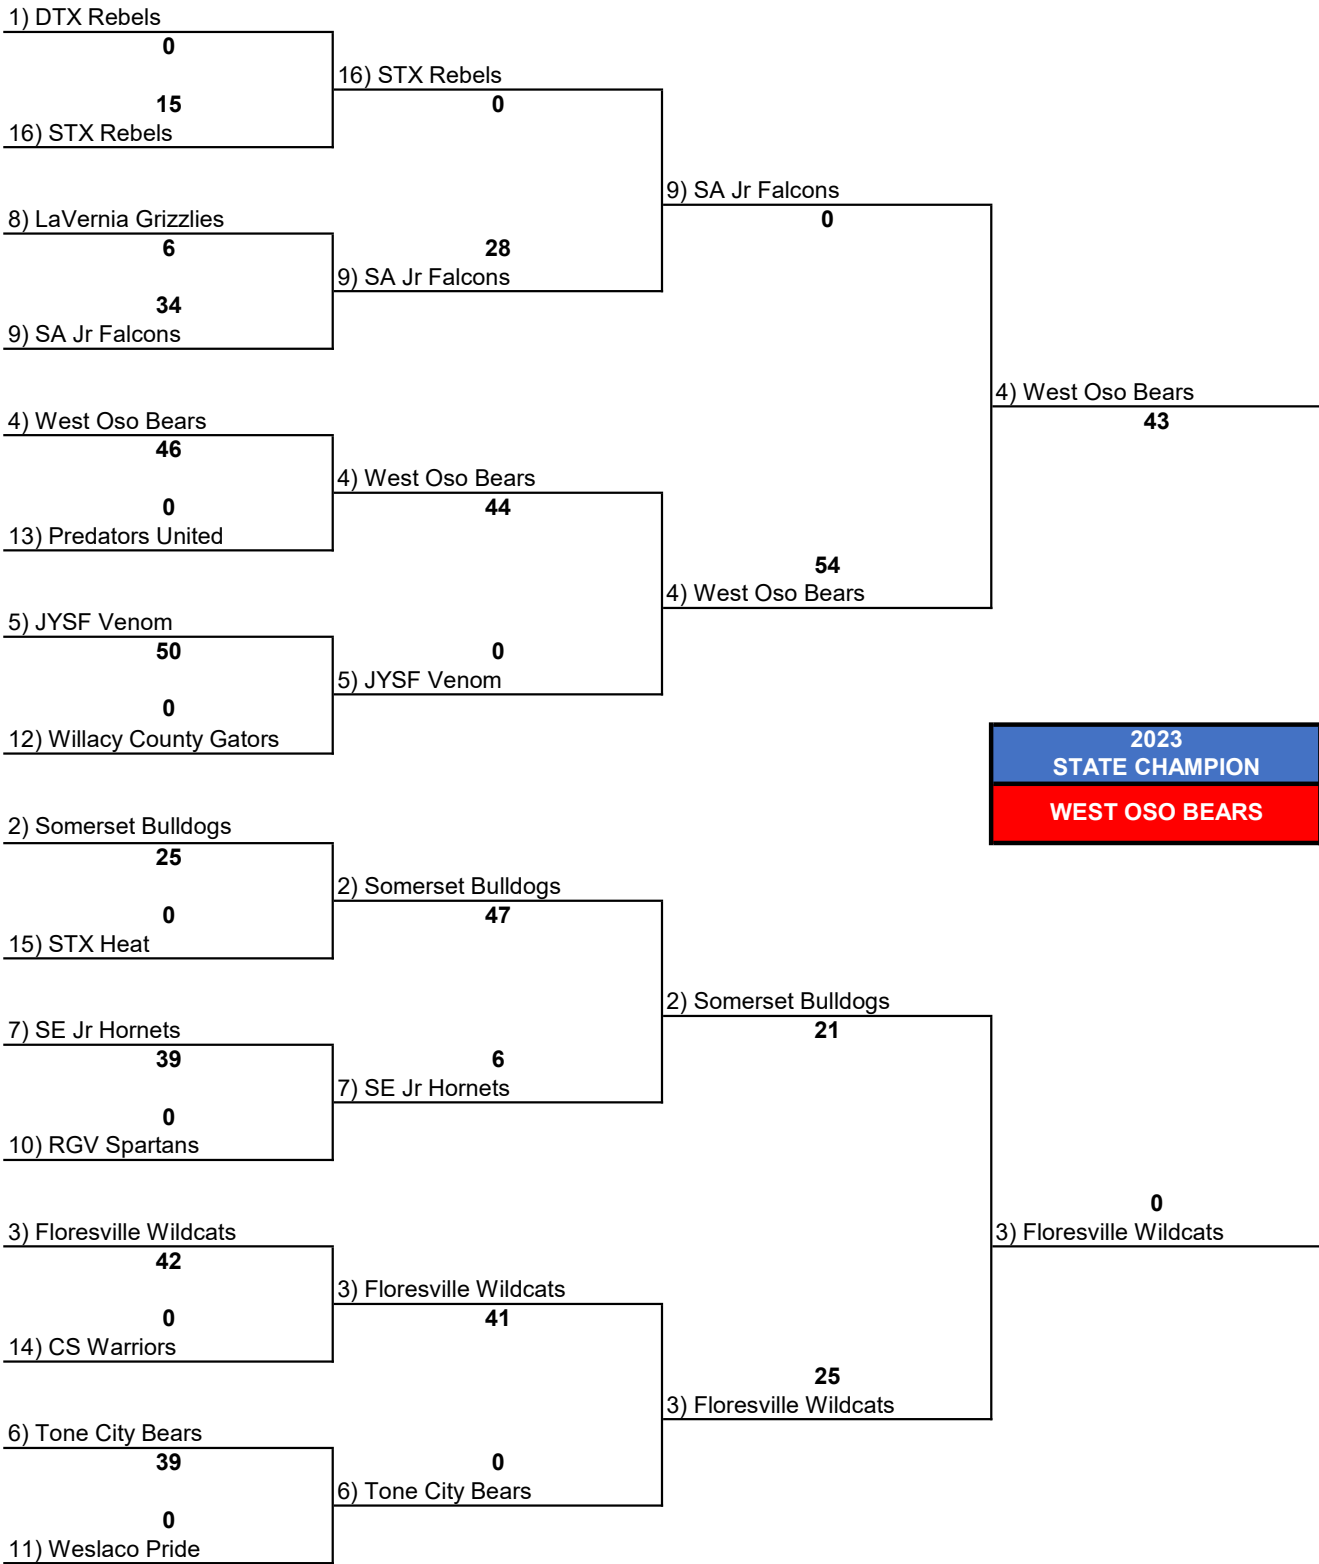 1) DTX Rebels
0
16) STX Rebels
15
0
16) STX Rebels
9) SA Jr Falcons
8) LaVernia Grizzlies
0
6
28
9) SA Jr Falcons
34
9) SA Jr Falcons
4) West Oso Bears
4) West Oso Bears
43
46
4) West Oso Bears
0
44
13) Predators United
54
4) West Oso Bears
5) JYSF Venom
50
0
5) JYSF Venom
0
12) Willacy County Gators
2023
STATE CHAMPION
WEST OSO BEARS
2) Somerset Bulldogs
25
2) Somerset Bulldogs
0
47
15) STX Heat
2) Somerset Bulldogs
7) SE Jr Hornets
21
39
6
7) SE Jr Hornets
0
10) RGV Spartans
0
3) Floresville Wildcats
3) Floresville Wildcats
42
3) Floresville Wildcats
0
41
14) CS Warriors
25
3) Floresville Wildcats
6) Tone City Bears
39
0
6) Tone City Bears
0
11) Weslaco Pride